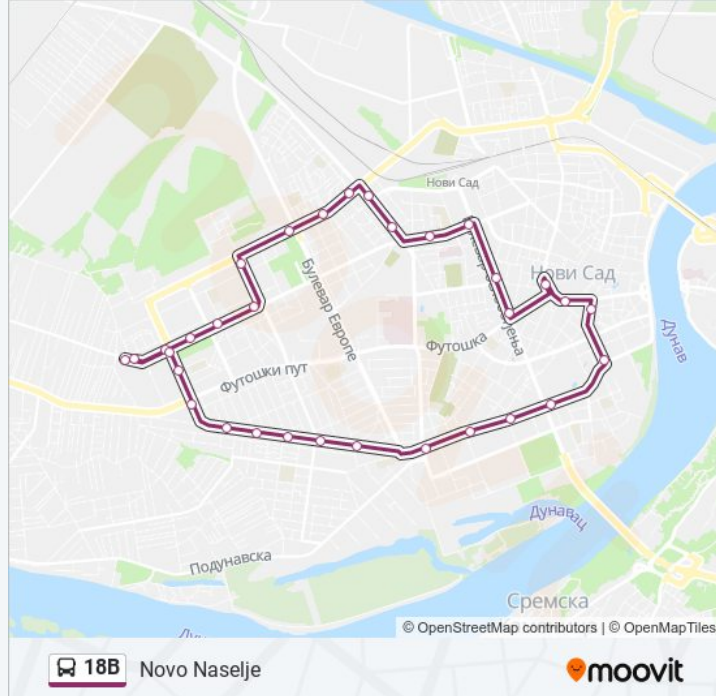 Нови Сад
Нови Сад
Булевар Европе
Футошка
Футошки пут
Дунав
Дунавац
Подунавска
Сремска
© OpenStreetMap contributors | © OpenMapTiles
18B Novo Naselje
moovit